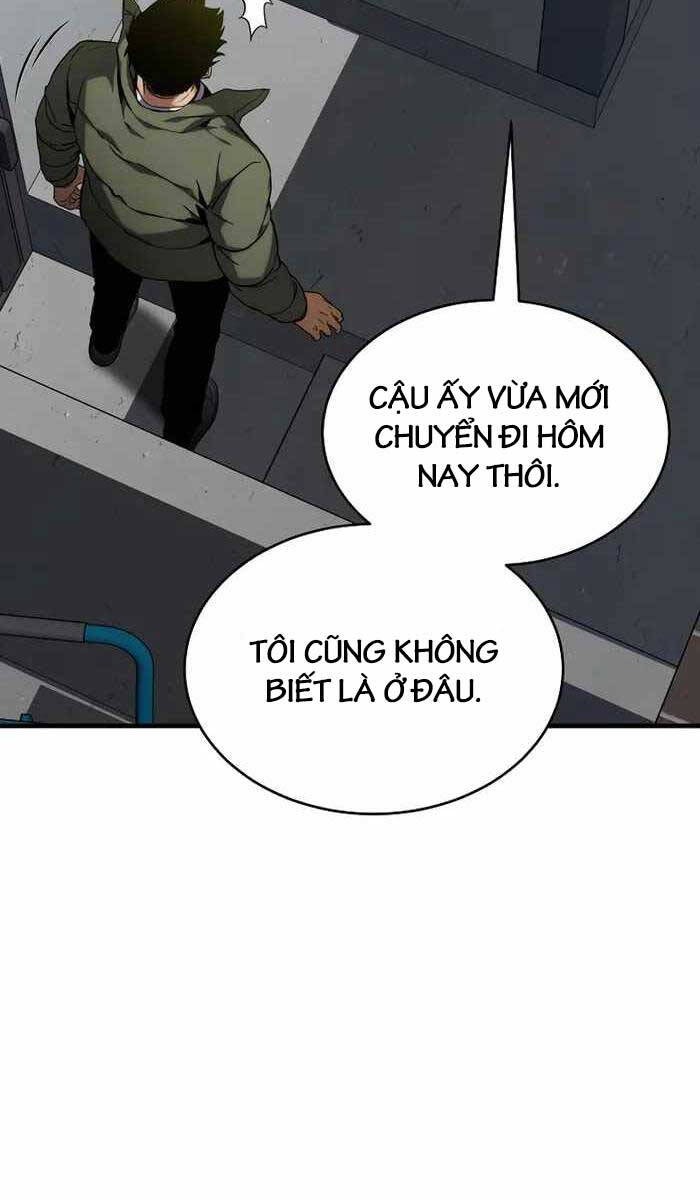 CẬU ẤY VỪA MỚI
CHUYỂN ĐI HÔM
NAY THÔI.
TÔI CŨNG KHÔNG
BIẾT LÀ Ở ĐÂU.